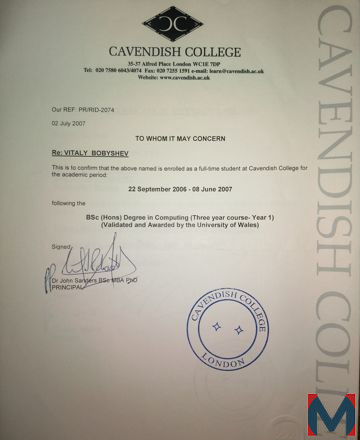 CAVENDISH COLLEGE
35-37 Alfred Place London WC1E 7DP
Tel: 020 7580 6043/4074 Fax: 020 7255 1591 e-mail: learn@cavendish.ac.uk
Website: www.cavendish.ac.uk
Our REF: PR/RID-2074
02 July 2007
TO WHOM IT MAY CONCERN
Re: VITALY BOBYSHEV
This is to confirm that the above named is enrolled as a full-time student at Cavendish College for
the academic period:
22 September 2006 - 08 June 2007
following the
BSc (Hons) Degree in Computing (Three year course- Year 1)
(Validated and Awarded by the University of Wales)
Signed
Dr John Sanders BSc MBA PhD
PRINCIPAL
CAVENDISH COLLEGE
LONDON
CAVENDISH COLL
M